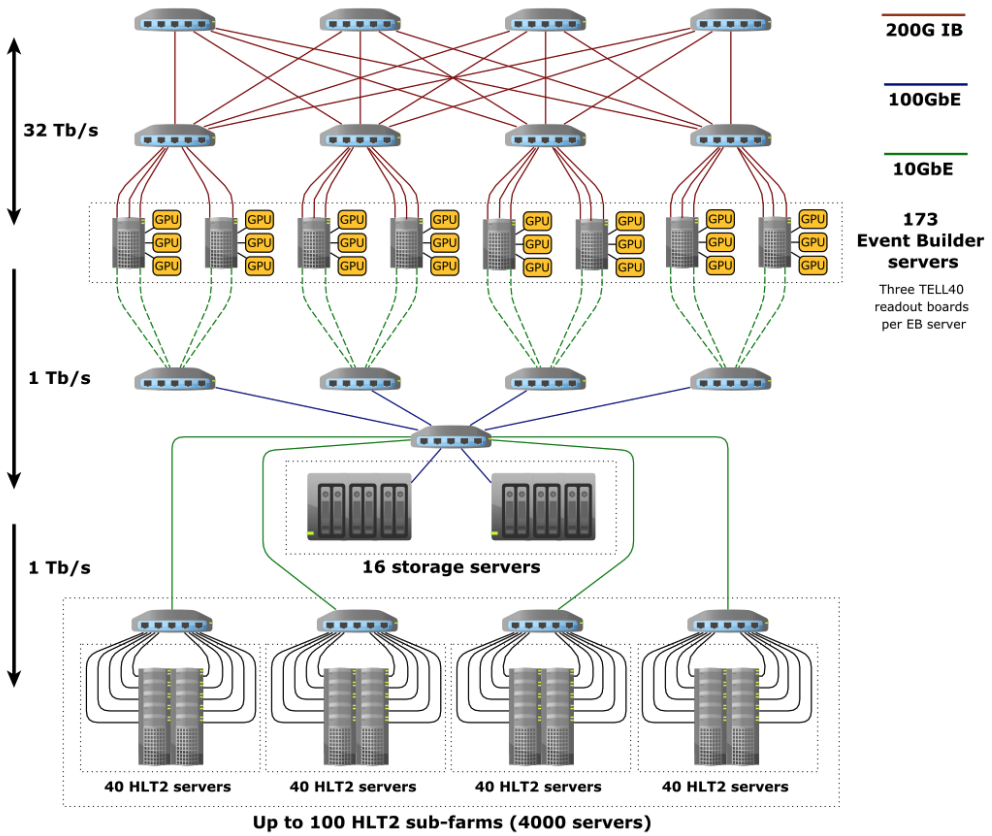 200G IB
100GbE
32 Tb/s
10GbE
GPU GPU GPU GPU GPU GPU GPU GPU
GPU GPU GPU GPU GPU GPU GPU GPU
GPU GPU GPU GPU GPU GPU GPU GPU
173
Event Builder
servers
Three TELL40
readout boards
per EB server
1 Tb/s
16 storage servers
1 Tb/s
40 HLT2 servers
40 HLT2 servers
40 HLT2 servers
40 HLT2 servers
Up to 100 HLT2 sub-farms (4000 servers)